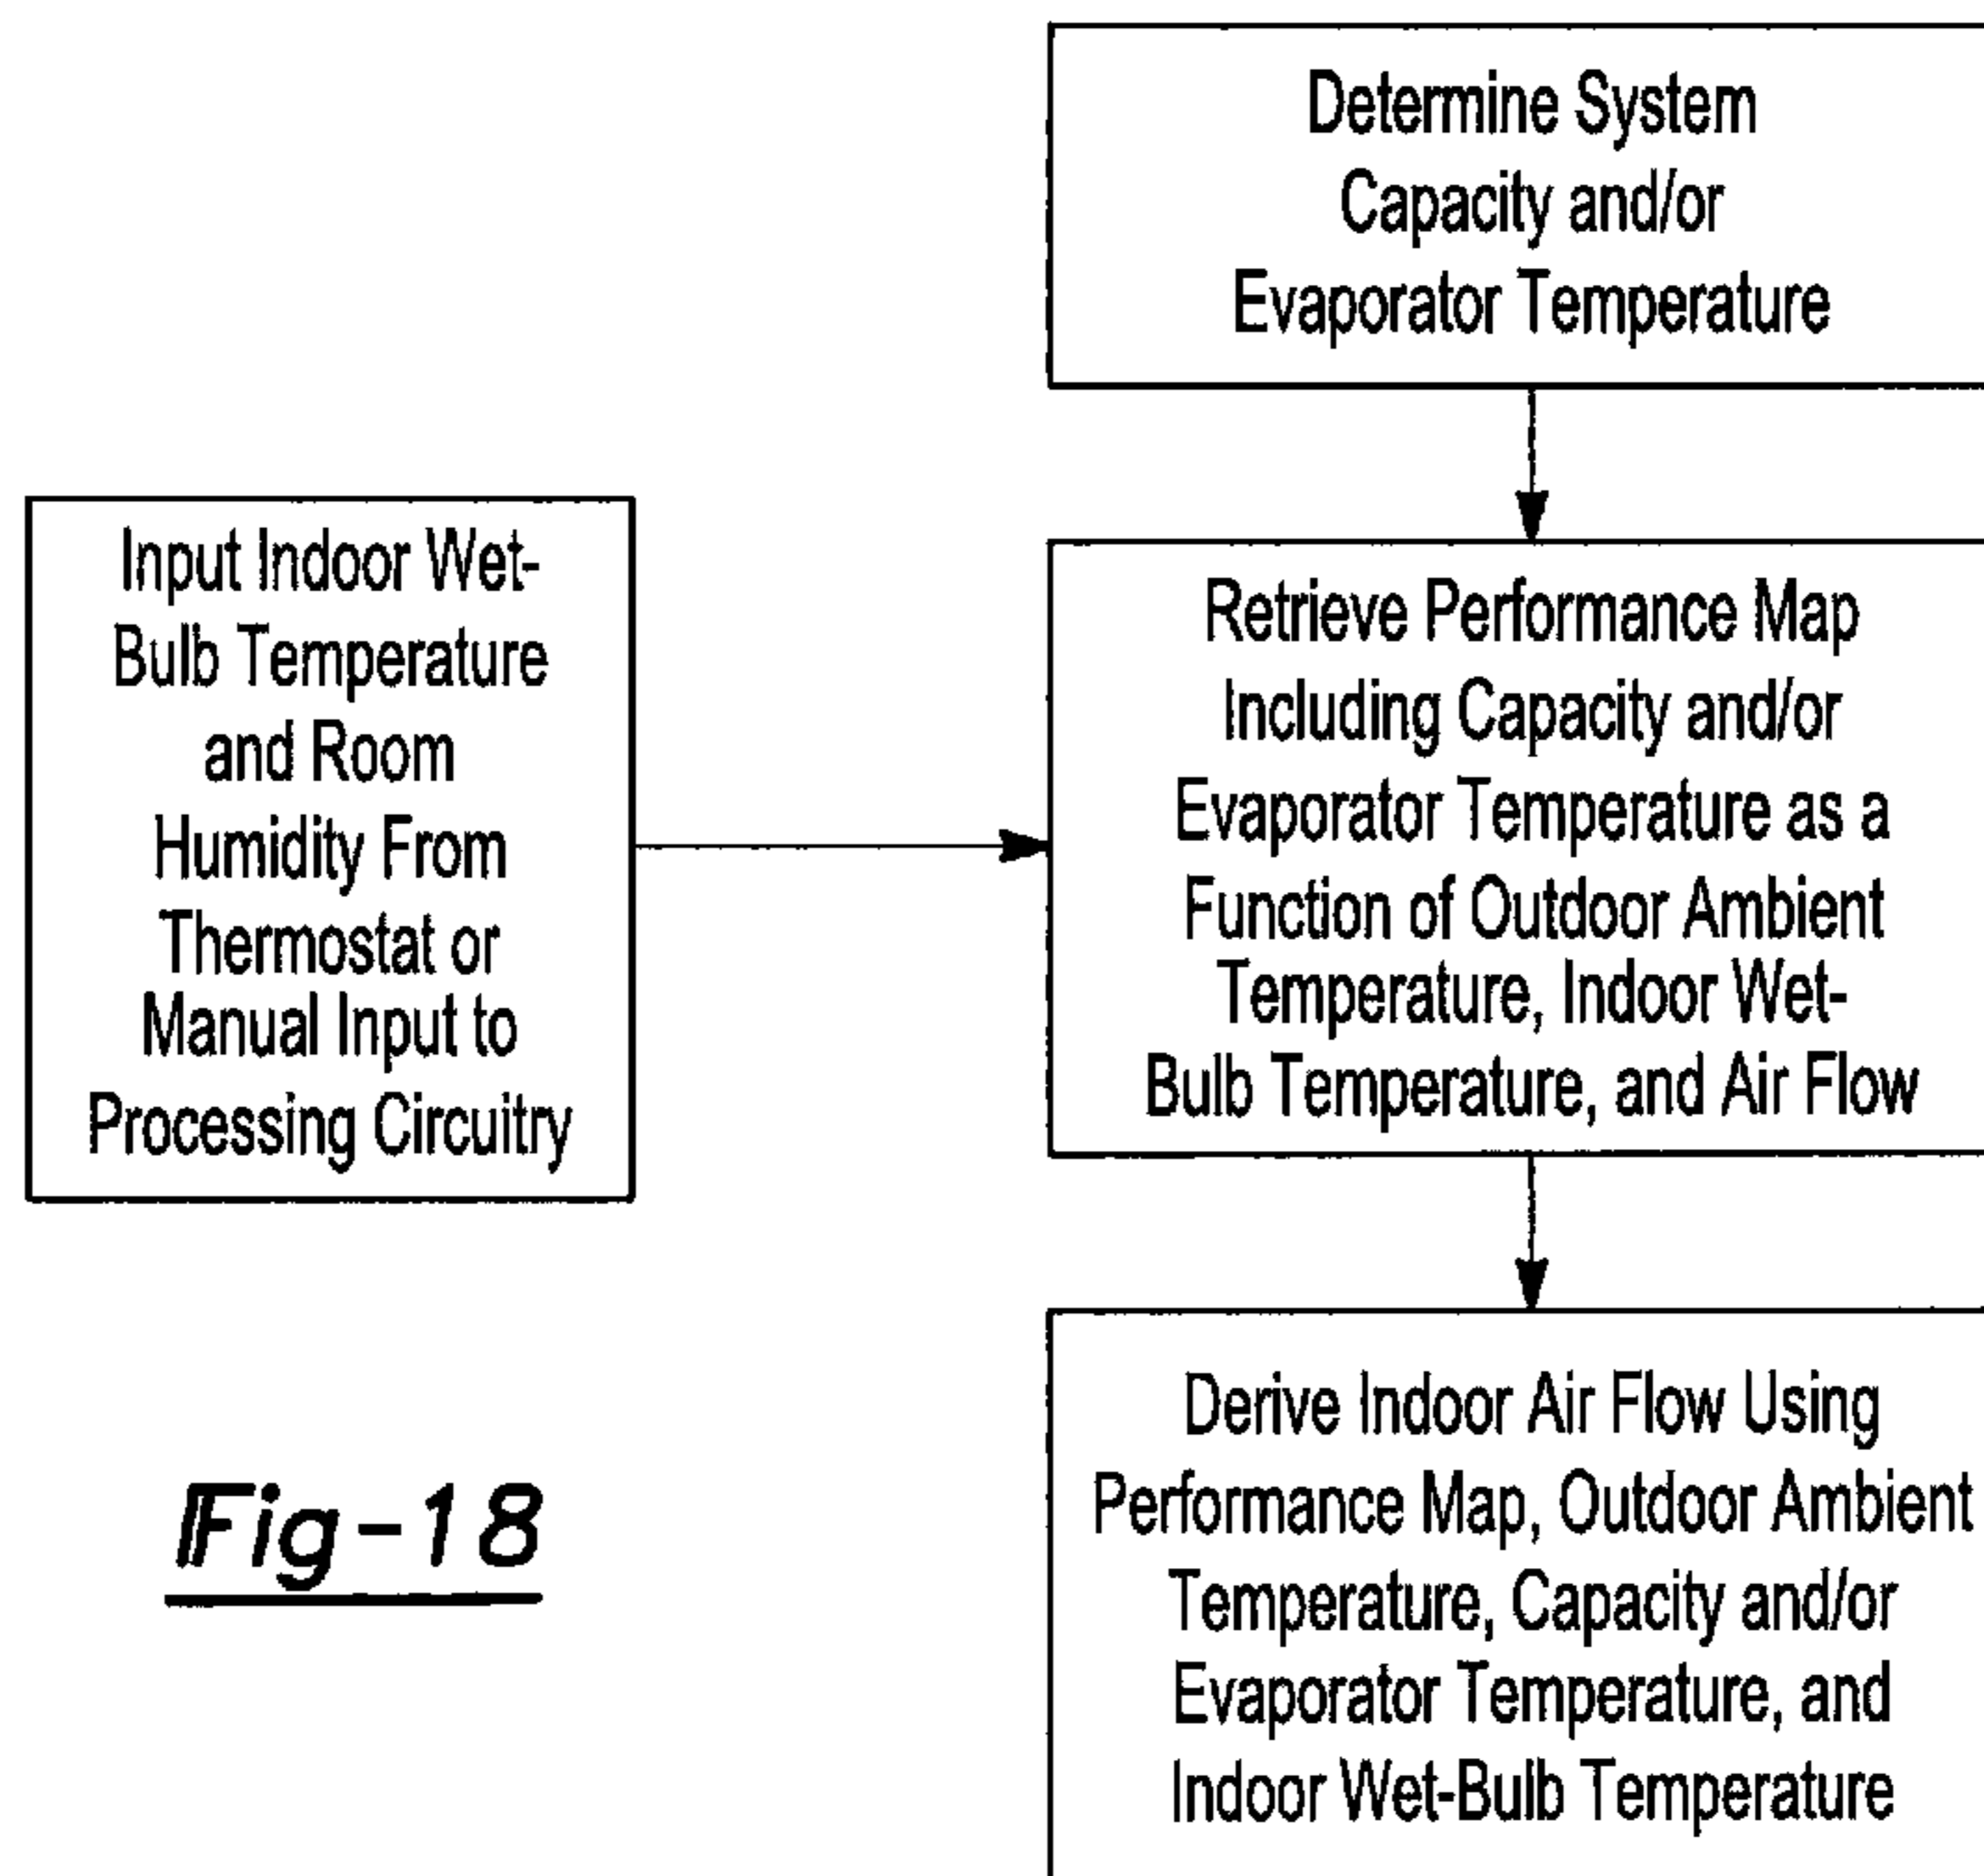 Determine System
Capacity and/or
Evaporator Temperature
Input Indoor Wet-
Bulb Temperature
and Room
Humidity From
Thermostat or
Manual Input to
Processing Circuitry
Retrieve Performance Map
Including Capacity and/or
Evaporator Temperature as a
Function of Outdoor Ambient
Temperature, Indoor Wet-
Bulb Temperature, and Air Flow
Derive Indoor Air Flow Using
Performance Map, Outdoor Ambient
Temperature, Capacity and/or
Evaporator Temperature, and
Indoor Wet-Bulb Temperature
Fig-18